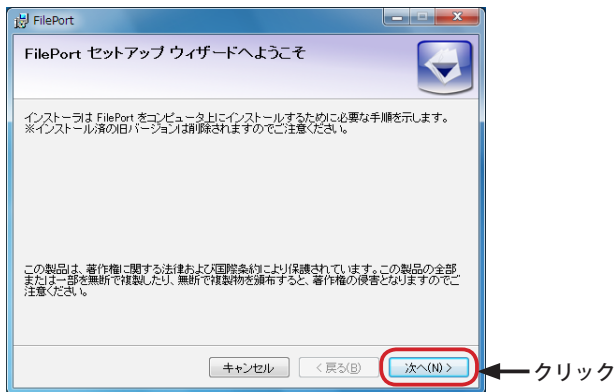 FilePort
FilePort セットアップ ウィザードへようこそ
インストーラは FilePort をコンピュータ上にインストールするために必要な手順を示します。
※インストール済の旧バージョンは削除されますのでご注意ください。
この製品は、著作権に関する法律および国際条約により保護されています。この製品の全部
または一部を無断で複製したり、無断で複製物を頒布すると、著作権の侵害となりますのでご
注意ください。
キャンセル
< 戻る(B)
次へ(N) >
クリック